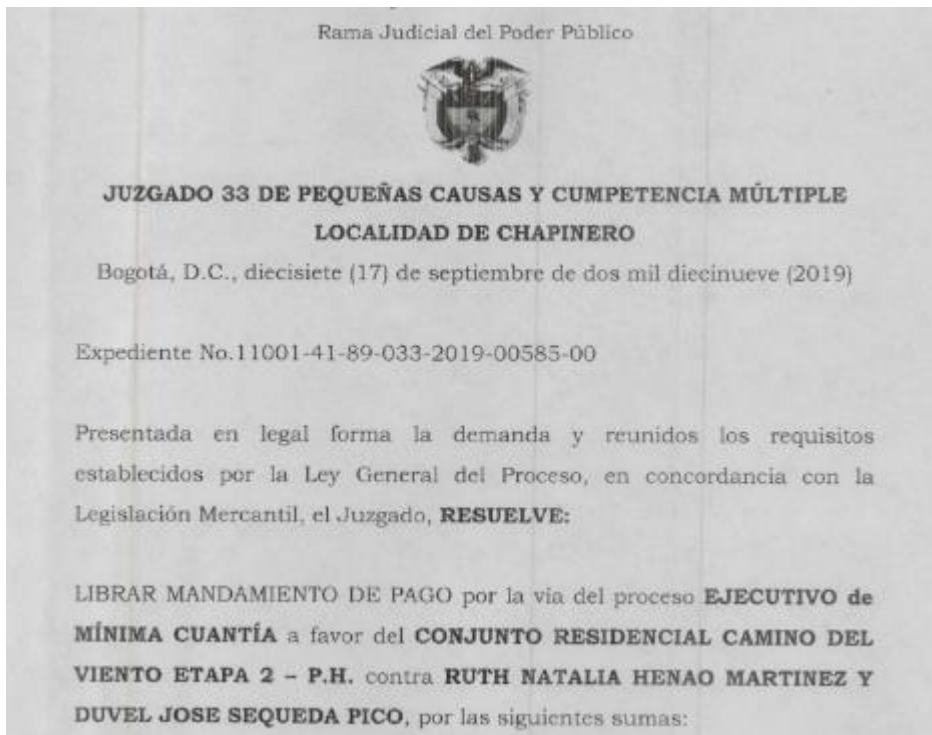 Rama Judicial del Poder Público
JUZGADO 33 DE PEQUEÑAS CAUSAS Y CUMPETENCIA MÚLTIPLE
LOCALIDAD DE CHAPINERO
Bogotá, D.C., diecisiete (17) de septiembre de dos mil diecinueve (2019)
Expediente No.11001-41-89-033-2019-00585-00
Presentada en legal forma la demanda y reunidos los requisitos
establecidos por la Ley General del Proceso, en concordancia con la
Legislación Mercantil, el Juzgado, RESUELVE:
LIBRAR MANDAMIENTO DE PAGO por la via del proceso EJECUTIVO de
MÍNIMA CUANTÍA a favor del CONJUNTO RESIDENCIAL CAMINO DEL
VIENTO ETAPA 2 – P.H. contra RUTH NATALIA HENAO MARTINEZ Y
DUVEL JOSE SEQUEDA PICO, por las siguientes sumas: